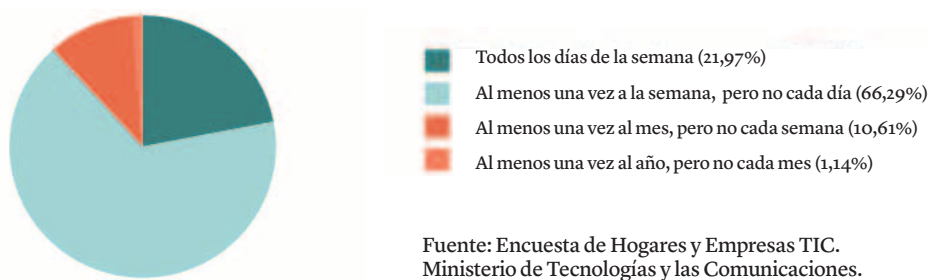 Todos los días de la semana (21,97%)
Al menos una vez a la semana, pero no cada día (66,29%)
Al menos una vez al mes, pero no cada semana (10,61%)
Al menos una vez al año, pero no cada mes (1,14%)
Fuente: Encuesta de Hogares y Empresas TIC.
Ministerio de Tecnologías y las Comunicaciones.